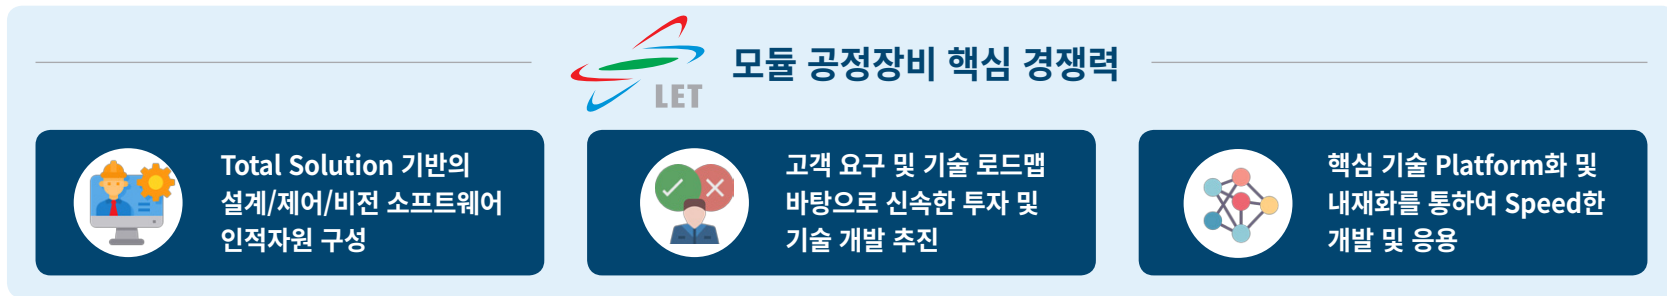 LET
모듈 공정장비 핵심 경쟁력
Total Solution 기반의
설계/제어/비전 소프트웨어
인적자원 구성
고객 요구 및 기술 로드맵
바탕으로 신속한 투자 및
기술 개발 추진
핵심 기술 Platform화 및
내재화를 통하여 Speed한
개발 및 응용